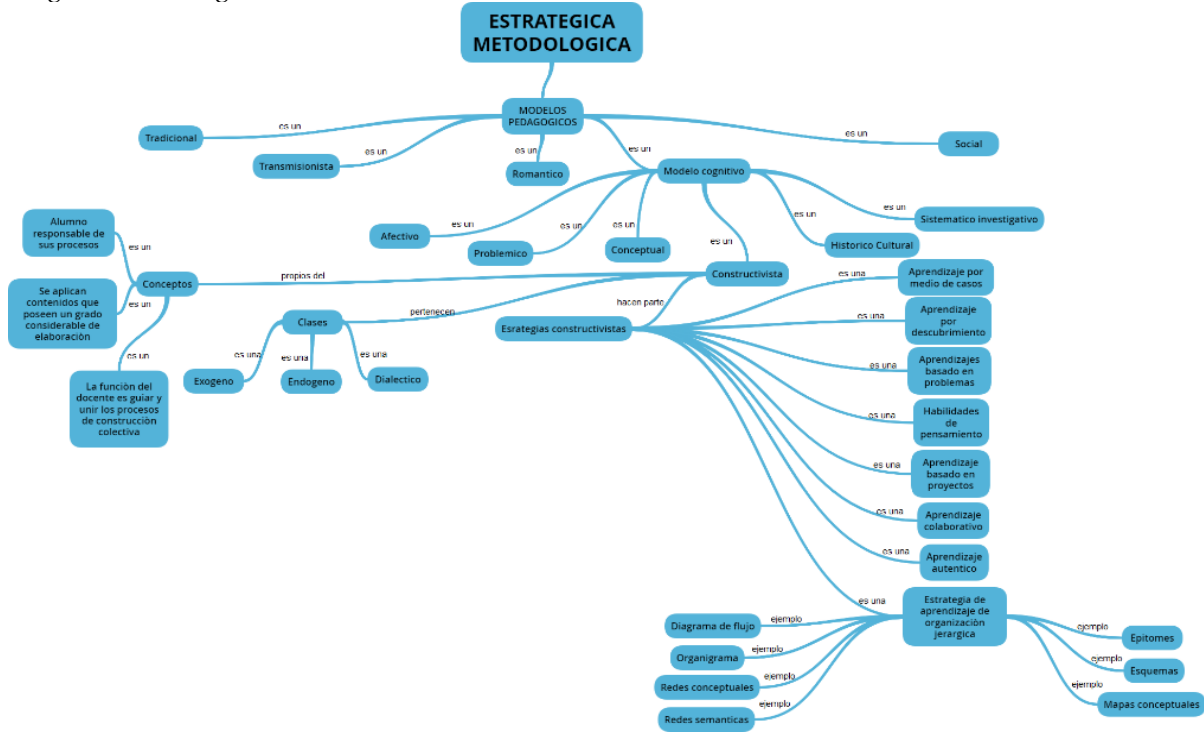 ESTRATEGICA
METODOLOGICA
MODELOS
PEDAGOGICOS
es un
Tradicional
es un
Transmisionista
es un
Romantico
es un
Modelo cognitivo
es un
Social
es un
Afectivo
es un
Problemico
es un
Conceptual
es un
Constructivista
es un
Historico Cultural
es un
Sistematico investigativo
propios del
Conceptos
es un
Alumno
responsable de
sus procesos
es un
Se aplican
contenidos que
poseen un grado
considerable de
elaboraciòn
es un
La funciòn del
docente es guiar y
unir los procesos
de construcciòn
colectiva
pertenecen
Clases
es una
Exogeno
es una
Endogeno
es una
Dialectico
hacen parte
Esrategias constructivistas
es una
Aprendizaje por
medio de casos
es una
Aprendizaje
por
descubrimiento
es una
Aprendizajes
basado en
problemas
es una
Habilidades
de
pensamiento
es una
Aprendizaje
basado en
proyectos
es una
Aprendizaje
colaborativo
es una
Aprendizaje
autentico
es una
Estrategia de
aprendizaje de
organizaciòn
jerargica
ejemplo
Diagrama de flujo
ejemplo
Organigrama
ejemplo
Redes conceptuales
ejemplo
Redes semanticas
ejemplo
Epitomes
ejemplo
Esquemas
ejemplo
Mapas conceptuales